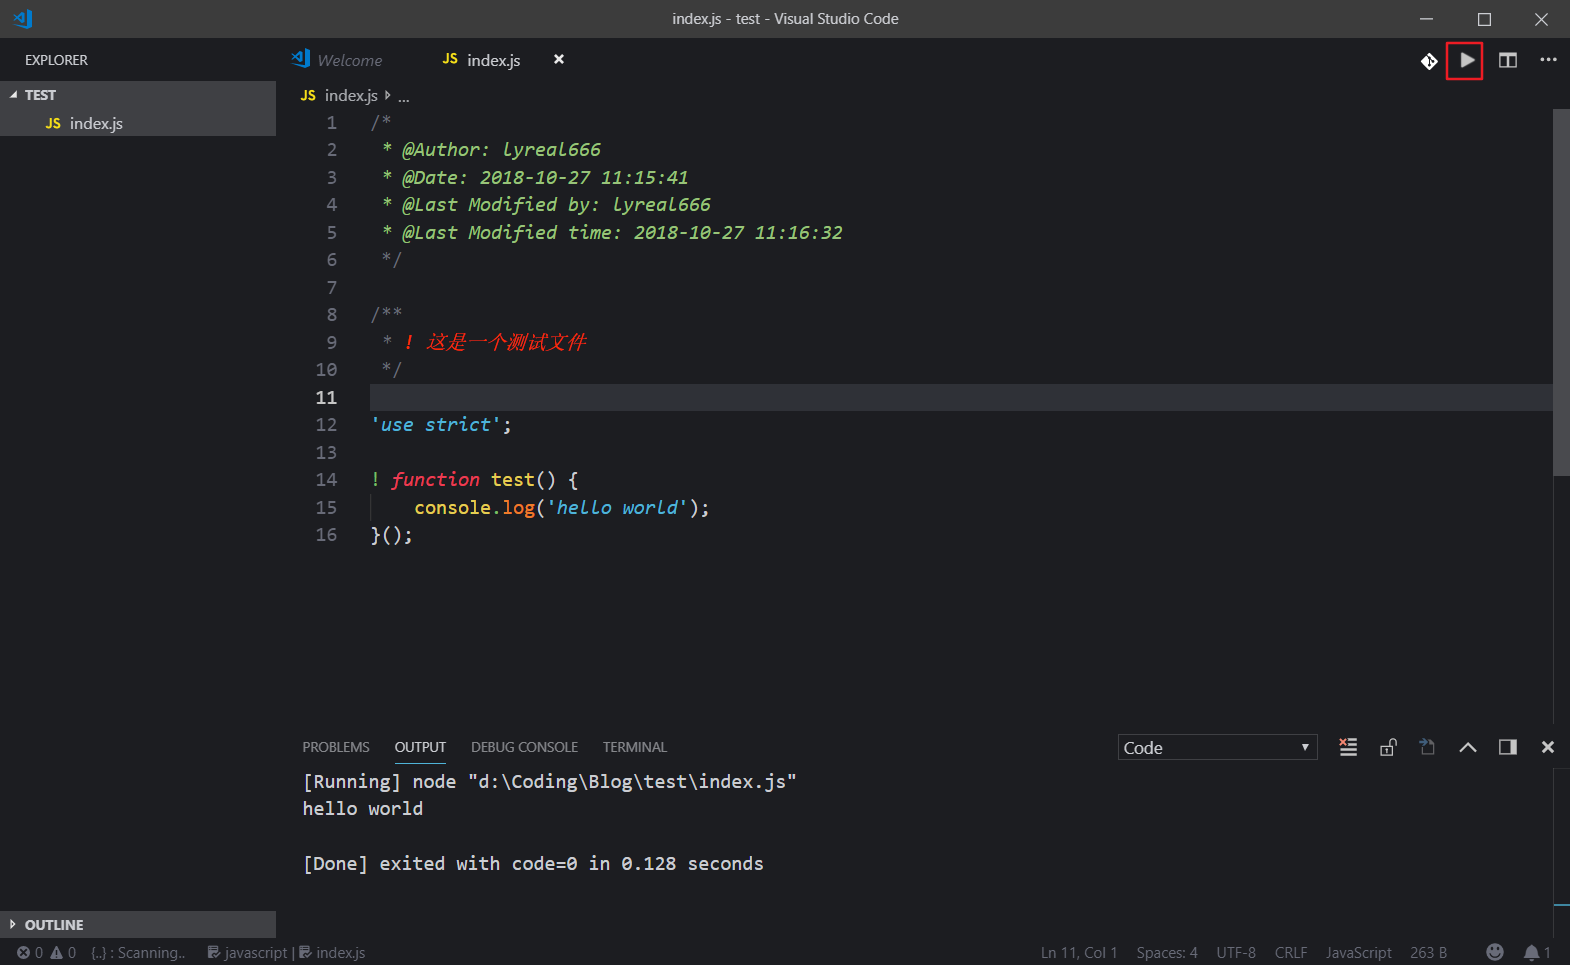 index.js - test - Visual Studio Code
EXPLORER
Welcome
JS index.js
TEST
JS index.js
JS index.js ...
1 /*
2 * @Author: lyreal666
3 * @Date: 2018-10-27 11:15:41
4 * @Last Modified by: lyreal666
5 * @Last Modified time: 2018-10-27 11:16:32
6 */
7
8 /**
9 * ! 这是一个测试文件
10 */
11
12 'use strict';
13
14 ! function test() {
15 console.log('hello world');
16 }();
PROBLEMS OUTPUT DEBUG CONSOLE TERMINAL
Code
[Running] node "d:\Coding\Blog\test\index.js"
hello world
[Done] exited with code=0 in 0.128 seconds
OUTLINE
0 0 {..} : Scanning.. javascript | index.js Ln 11, Col 1 Spaces: 4 UTF-8 CRLF JavaScript 263 B 1